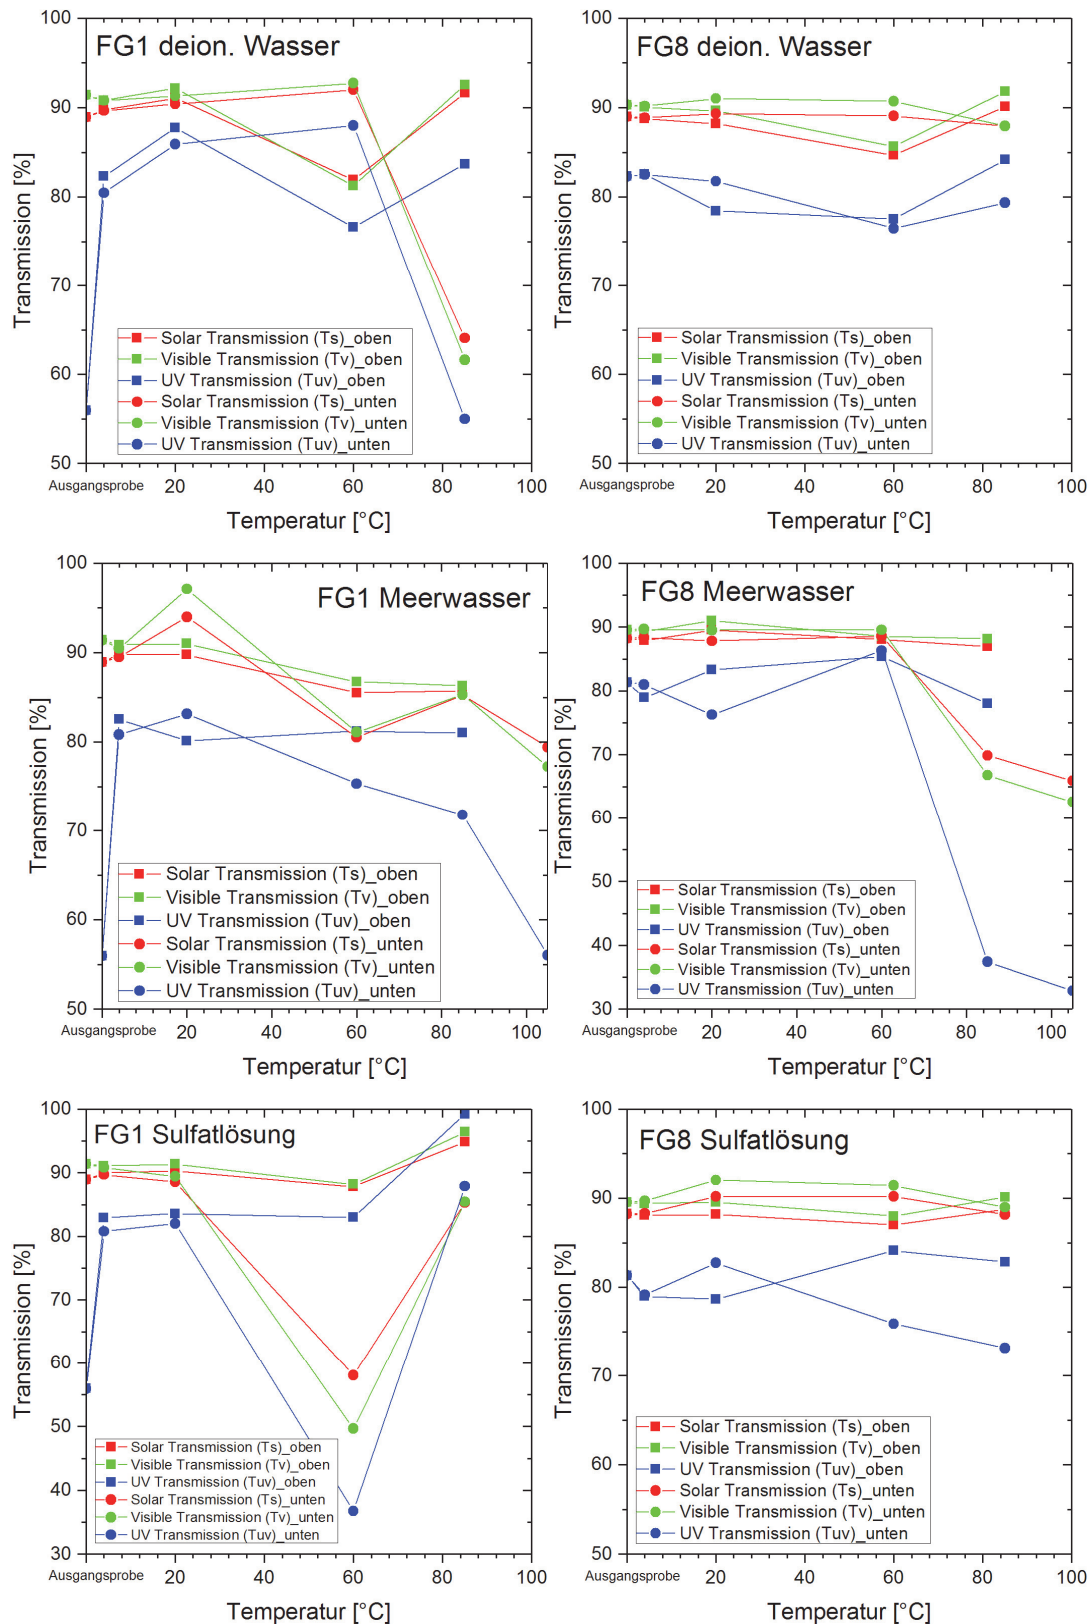 FG1 deion. Wasser
Transmission [%]
100
90
80
70
60
50
Solar Transmission (Ts)_oben
Visible Transmission (Tv)_oben
UV Transmission (Tuv)_oben
Solar Transmission (Ts)_unten
Visible Transmission (Tv)_unten
UV Transmission (Tuv)_unten
Ausgangsprobe 20 40 60 80 100
Temperatur [°C]
FG8 deion. Wasser
Transmission [%]
100
90
80
70
60
50
Solar Transmission (Ts)_oben
Visible Transmission (Tv)_oben
UV Transmission (Tuv)_oben
Solar Transmission (Ts)_unten
Visible Transmission (Tv)_unten
UV Transmission (Tuv)_unten
Ausgangsprobe 20 40 60 80 100
Temperatur [°C]
FG1 Meerwasser
Transmission [%]
100
90
80
70
60
50
Solar Transmission (Ts)_oben
Visible Transmission (Tv)_oben
UV Transmission (Tuv)_oben
Solar Transmission (Ts)_unten
Visible Transmission (Tv)_unten
UV Transmission (Tuv)_unten
Ausgangsprobe 20 40 60 80 100
Temperatur [°C]
FG8 Meerwasser
Transmission [%]
100
90
80
70
60
50
40
30
Solar Transmission (Ts)_oben
Visible Transmission (Tv)_oben
UV Transmission (Tuv)_oben
Solar Transmission (Ts)_unten
Visible Transmission (Tv)_unten
UV Transmission (Tuv)_unten
Ausgangsprobe 20 40 60 80 100
Temperatur [°C]
FG1 Sulfatlösung
Transmission [%]
100
90
80
70
60
50
40
30
Solar Transmission (Ts)_oben
Visible Transmission (Tv)_oben
UV Transmission (Tuv)_oben
Solar Transmission (Ts)_unten
Visible Transmission (Tv)_unten
UV Transmission (Tuv)_unten
Ausgangsprobe 20 40 60 80 100
Temperatur [°C]
FG8 Sulfatlösung
Transmission [%]
100
90
80
70
60
50
Solar Transmission (Ts)_oben
Visible Transmission (Tv)_oben
UV Transmission (Tuv)_oben
Solar Transmission (Ts)_unten
Visible Transmission (Tv)_unten
UV Transmission (Tuv)_unten
Ausgangsprobe 20 40 60 80 100
Temperatur [°C]